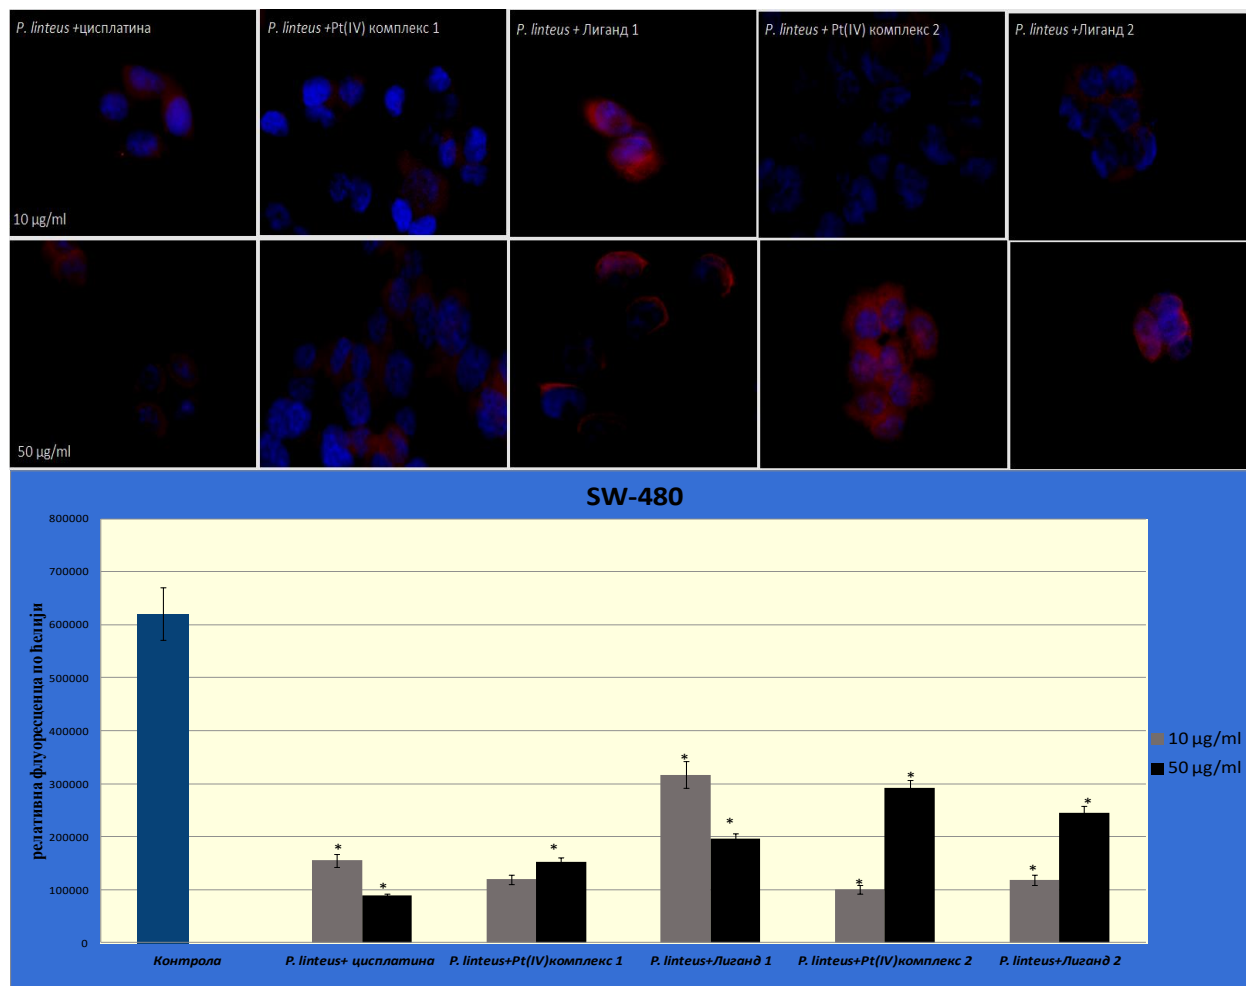 P. linteus +цисплатина
P. linteus +Pt(IV) комплекс 1
P. linteus + Лиганд 1
P. linteus + Pt(IV) комплекс 2
P. linteus +Лиганд 2
10 µg/ml
50 µg/ml
SW-480
релативна флуоресценца по ћелији
800000
700000
600000
500000
400000
300000
200000
100000
0
* * * * * * * * *
10 µg/ml
50 µg/ml
Контрола
P. linteus+ цисплатина
P. linteus+Pt(IV)комплекс 1
P. linteus+Лиганд 1
P. linteus+Pt(IV)комплекс 2
P. linteus+Лиганд 2